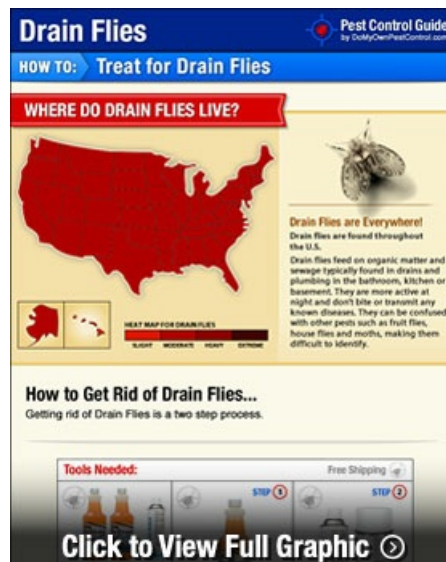 Drain Flies
Pest Control Guide
by DoMyOwnPestControl.com
HOW TO: Treat for Drain Flies
WHERE DO DRAIN FLIES LIVE?
Drain Flies are Everywhere!
Drain flies are found throughout
the U.S.
Drain flies feed on organic matter and
sewage typically found in drains and
plumbing in the bathroom, kitchen or
basement. They are more active at
night and don't bite or transmit any
known diseases. They can be confused
with other pests such as fruit flies,
house flies and moths, making them
difficult to identify.
HEAT MAP FOR DRAIN FLIES
SLIGHT MODERATE HEAVY EXTREME
How to Get Rid of Drain Flies...
Getting rid of Drain Flies is a two step process.
Tools Needed:
Free Shipping
STEP 1
STEP 2
Click to View Full Graphic